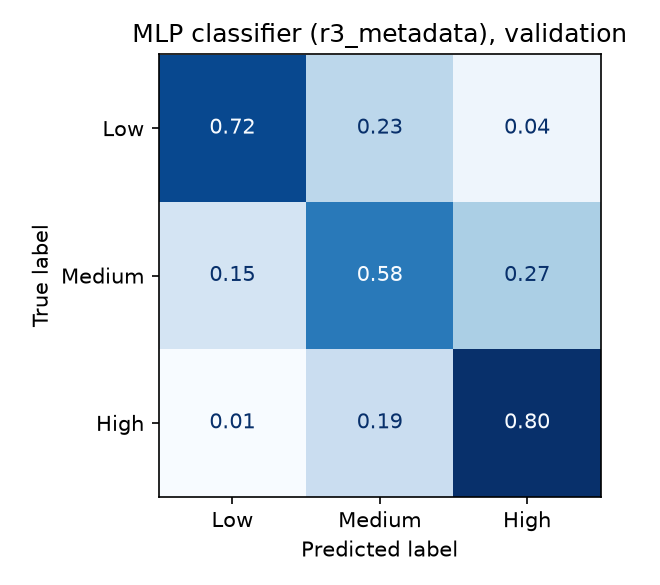 MLP classifier (r3_metadata), validation
True label
Low 0.72 0.23 0.04
Medium 0.15 0.58 0.27
High 0.01 0.19 0.80
Low Medium High
Predicted label